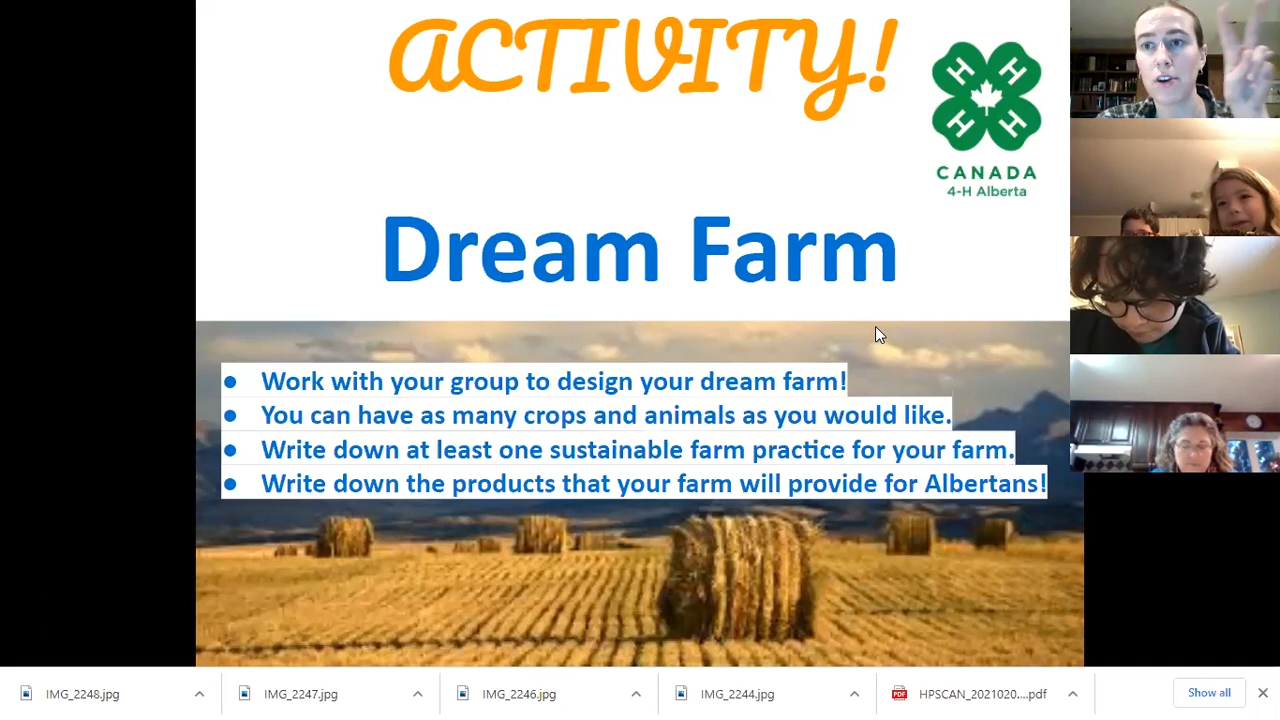 ACTIVITY!
H H
H H
CANADA
4-H Alberta
Dream Farm
● Work with your group to design your dream farm!
● You can have as many crops and animals as you would like.
● Write down at least one sustainable farm practice for your farm.
● Write down the products that your farm will provide for Albertans!
IMG_2248.jpg IMG_2247.jpg IMG_2246.jpg IMG_2244.jpg PDF HPSCAN_2021020....pdf Show all